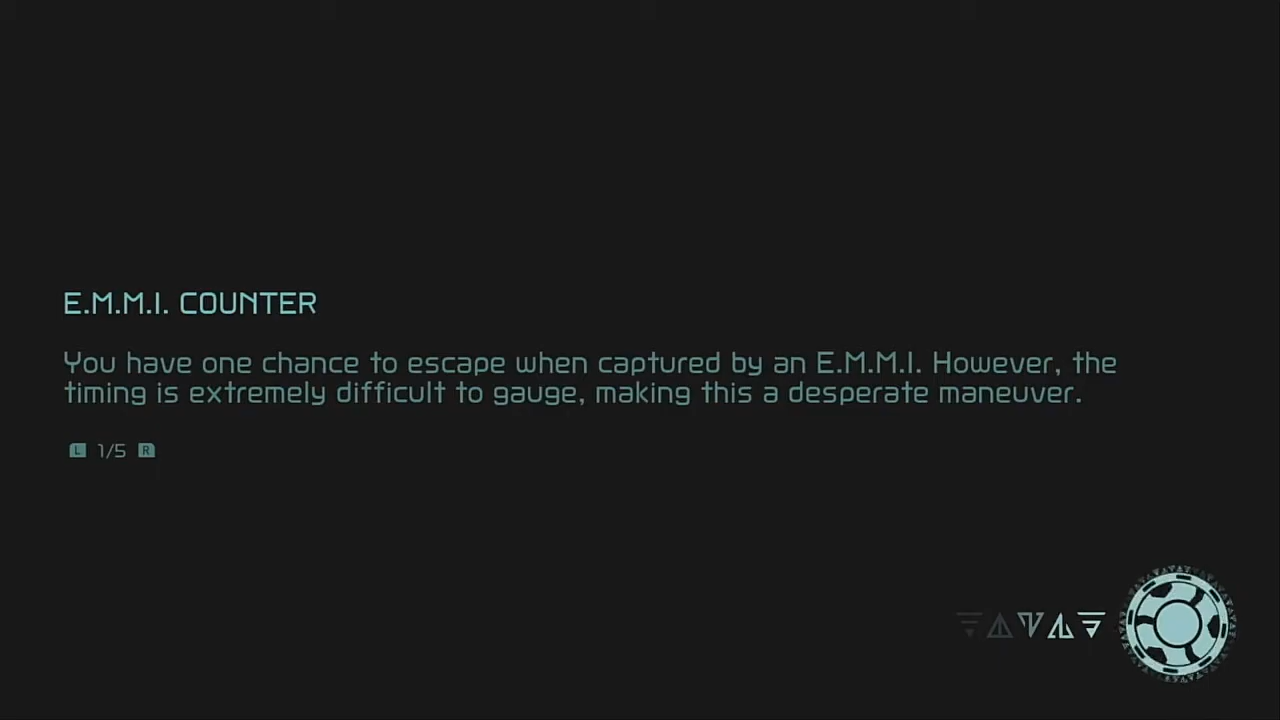 E.M.M.I. COUNTER
You have one chance to escape when captured by an E.M.M.I. However, the
timing is extremely difficult to gauge, making this a desperate maneuver.
L 1/5 R